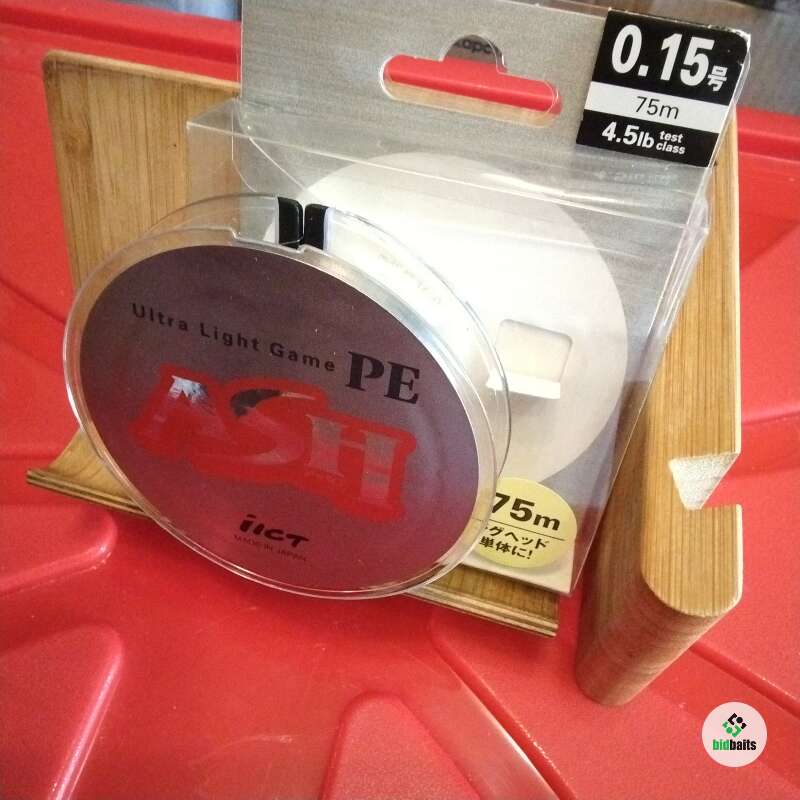 0.15号
75m
4.5lb test class
Ultra Light Game PE
ASH
iict
MADE IN JAPAN
75m
グヘッド
単体に!
bidbaits